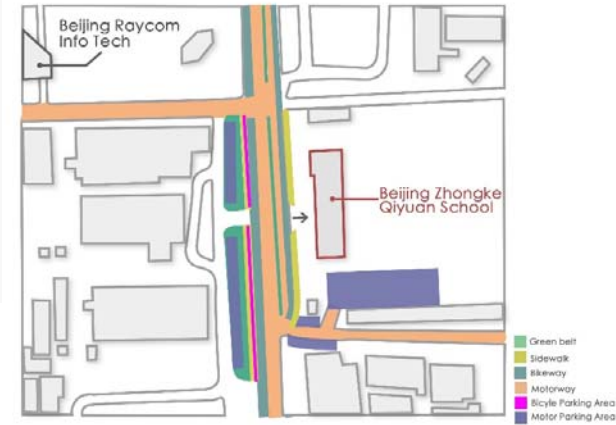 Beijing Raycom
Info Tech
Beijing Zhongke
Qiyuan School
Green belt
Sidewalk
Bikeway
Motorway
Bicyle Parking Area
Motor Parking Area